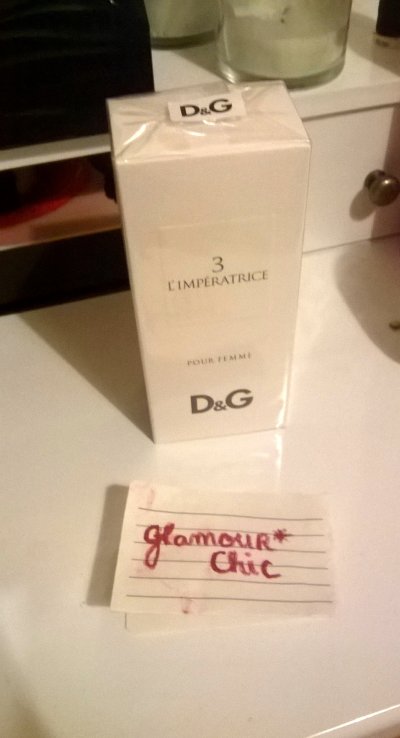 D&G
3
L'IMPÉRATRICE
POUR FEMME
D&G
glamour*
Chic